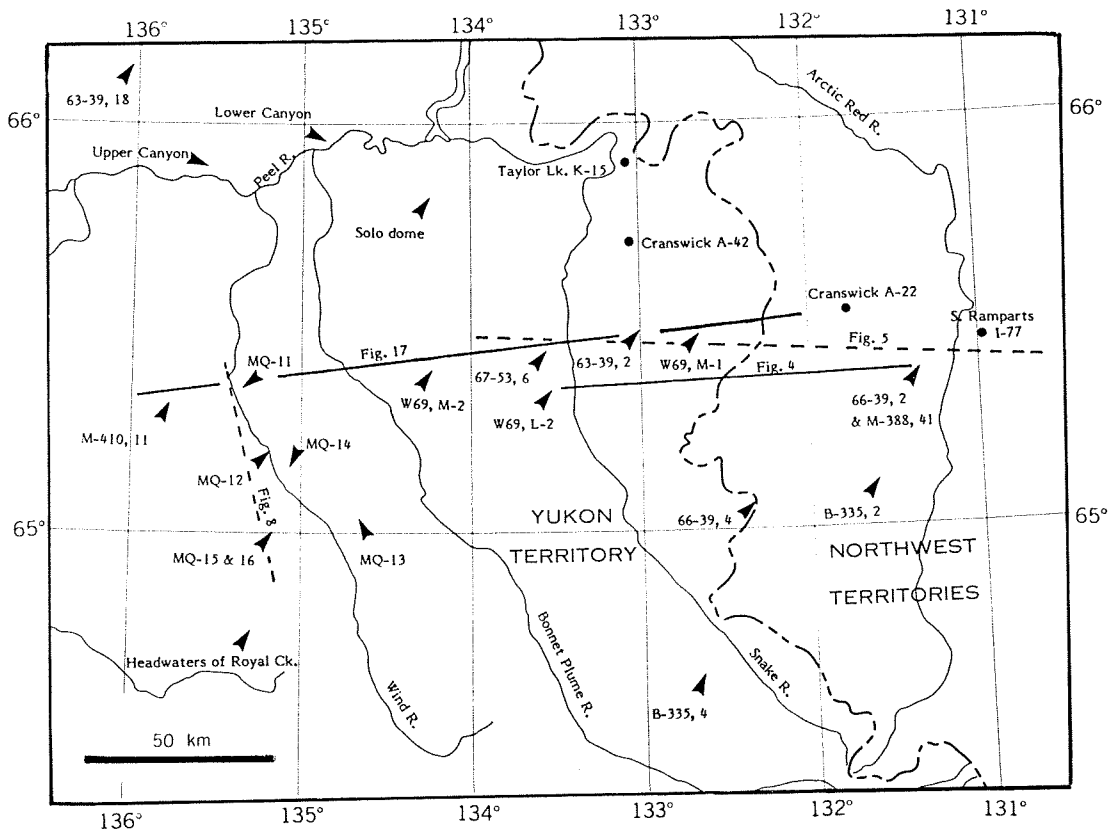 136° 135° 134° 133° 132° 131°
63-39, 18
66°
Lower Canyon
Upper Canyon
Peel R.
Arctic Red R.
66°
Taylor Lk. K-15
Solo dome
Cranswick A-42
Cranswick A-22
S. Ramparts
I-77
MQ-11
Fig. 17
67-53, 6
63-39, 2
W69, M-1
Fig. 5
Fig. 4
M-410, 11
W69, M-2
W69, L-2
66-39, 2
& M-388, 41
MQ-14
MQ-12
Fig. 8
65°
YUKON
TERRITORY
66-39, 4
B-335, 2
65°
NORTHWEST
TERRITORIES
MQ-15 & 16
MQ-13
Headwaters of Royal Ck.
Wind R.
Bonnet Plume R.
Snake R.
B-335, 4
50 km
136° 135° 134° 133° 132° 131°